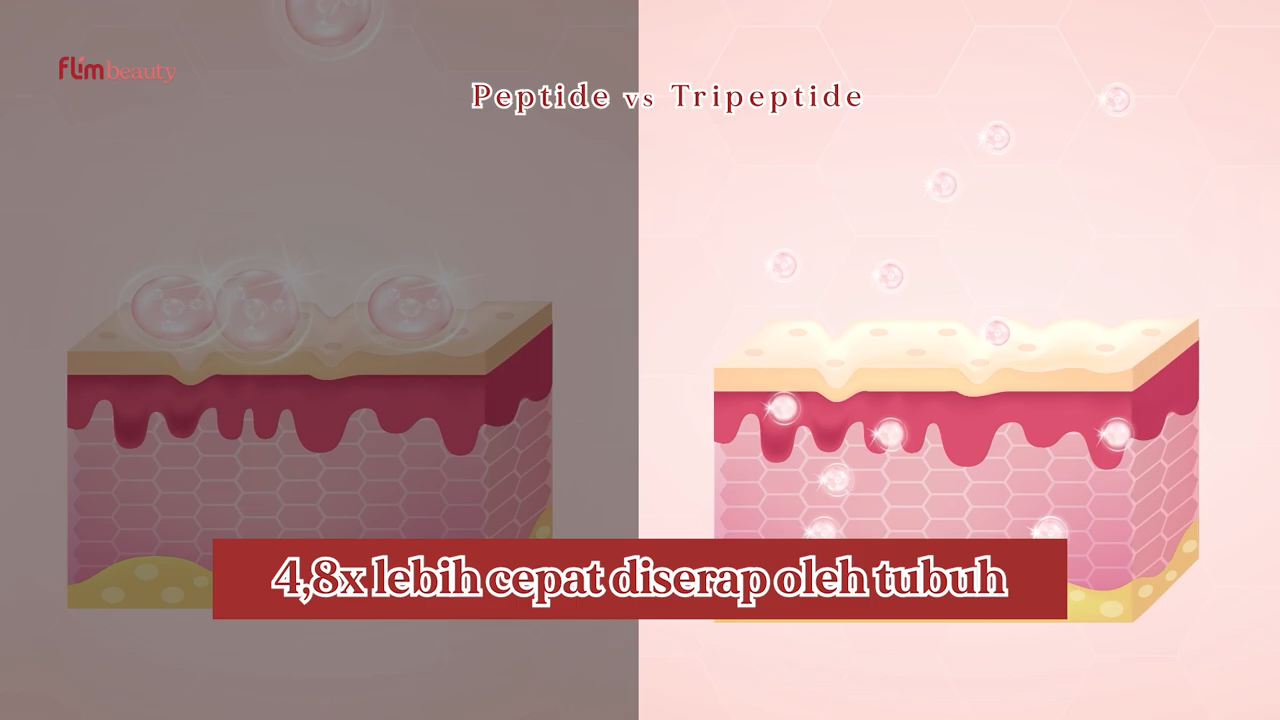 FLimbeauty
Peptide vs Tripeptide
4,8x lebih cepat diserap oleh tubuh